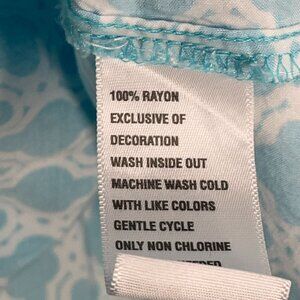 100% RAYON
EXCLUSIVE OF
DECORATION
WASH INSIDE OUT
MACHINE WASH COLD
WITH LIKE COLORS
GENTLE CYCLE
ONLY NON CHLORINE